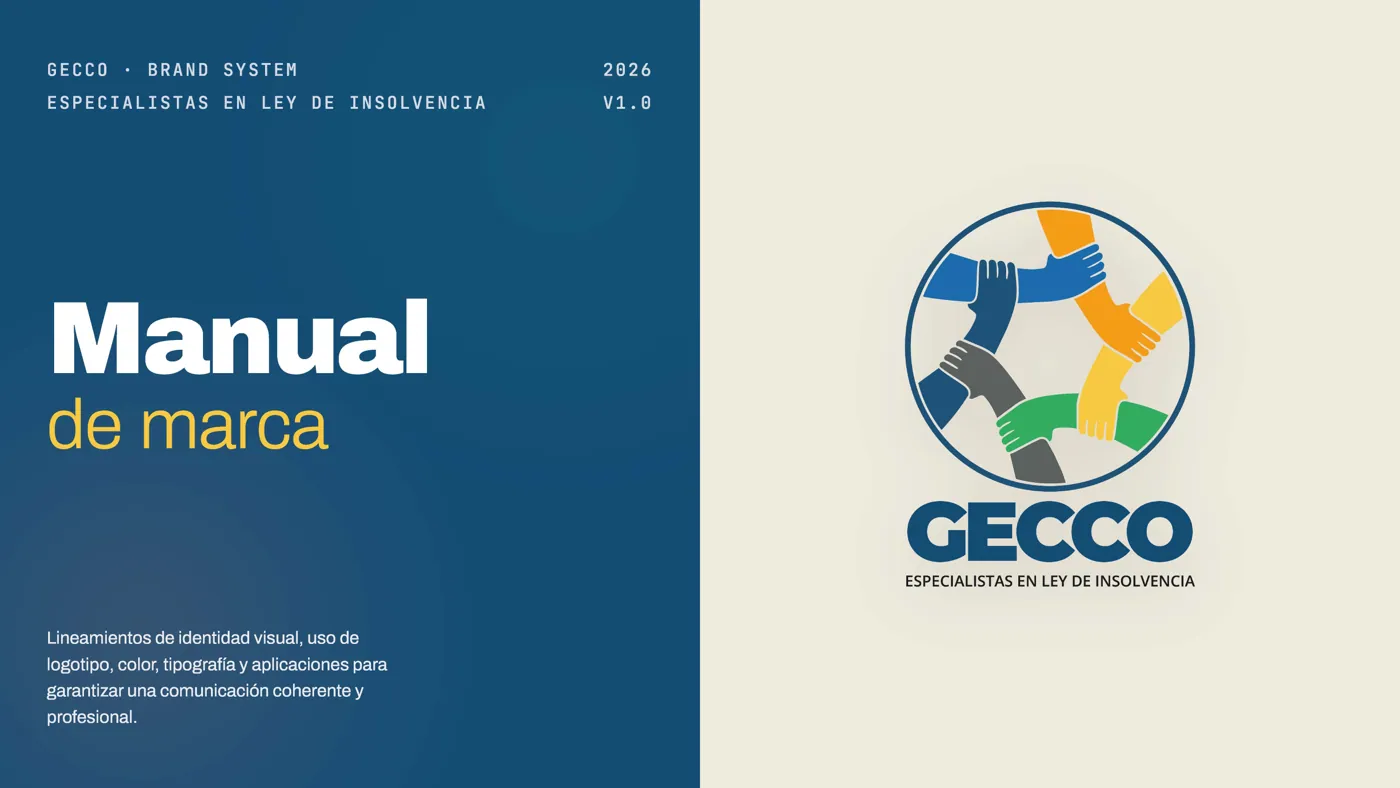 GECCO · BRAND SYSTEM
2026
ESPECIALISTAS EN LEY DE INSOLVENCIA
V1.0
Manual
de marca
Lineamientos de identidad visual, uso de
logotipo, color, tipografía y aplicaciones para
garantizar una comunicación coherente y
profesional.
GECCO
ESPECIALISTAS EN LEY DE INSOLVENCIA